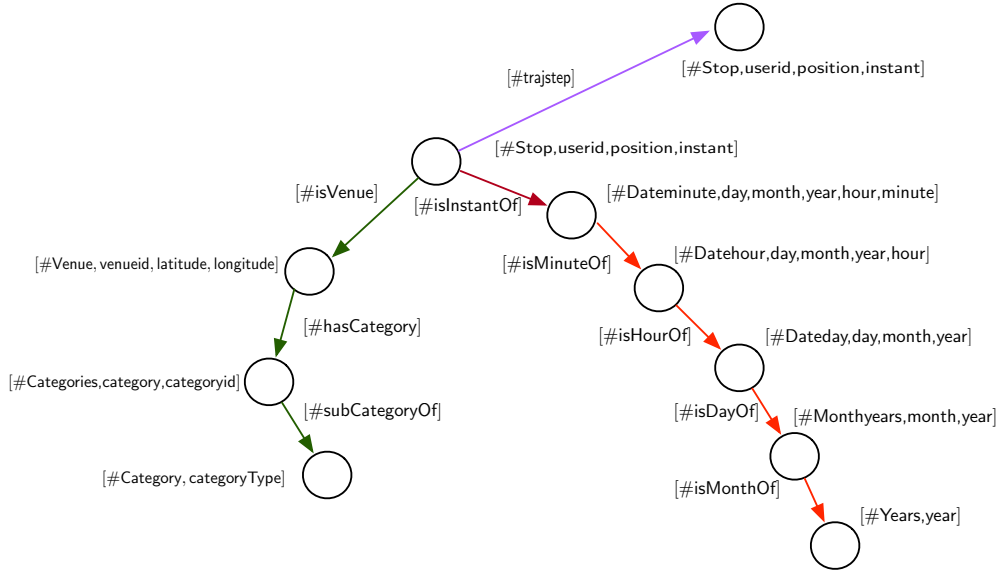 [#Stop,userid,position,instant]
[#trajstep]
[#Stop,userid,position,instant]
[#isVenue]
[#isInstantOf]
[#Dateminute,day,month,year,hour,minute]
[#Venue, venueid, latitude, longitude]
[#isMinuteOf]
[#Datehour,day,month,year,hour]
[#hasCategory]
[#isHourOf]
[#Dateday,day,month,year]
[#Categories,category,categoryid]
[#subCategoryOf]
[#isDayOf]
[#Monthyears,month,year]
[#Category, categoryType]
[#isMonthOf]
[#Years,year]